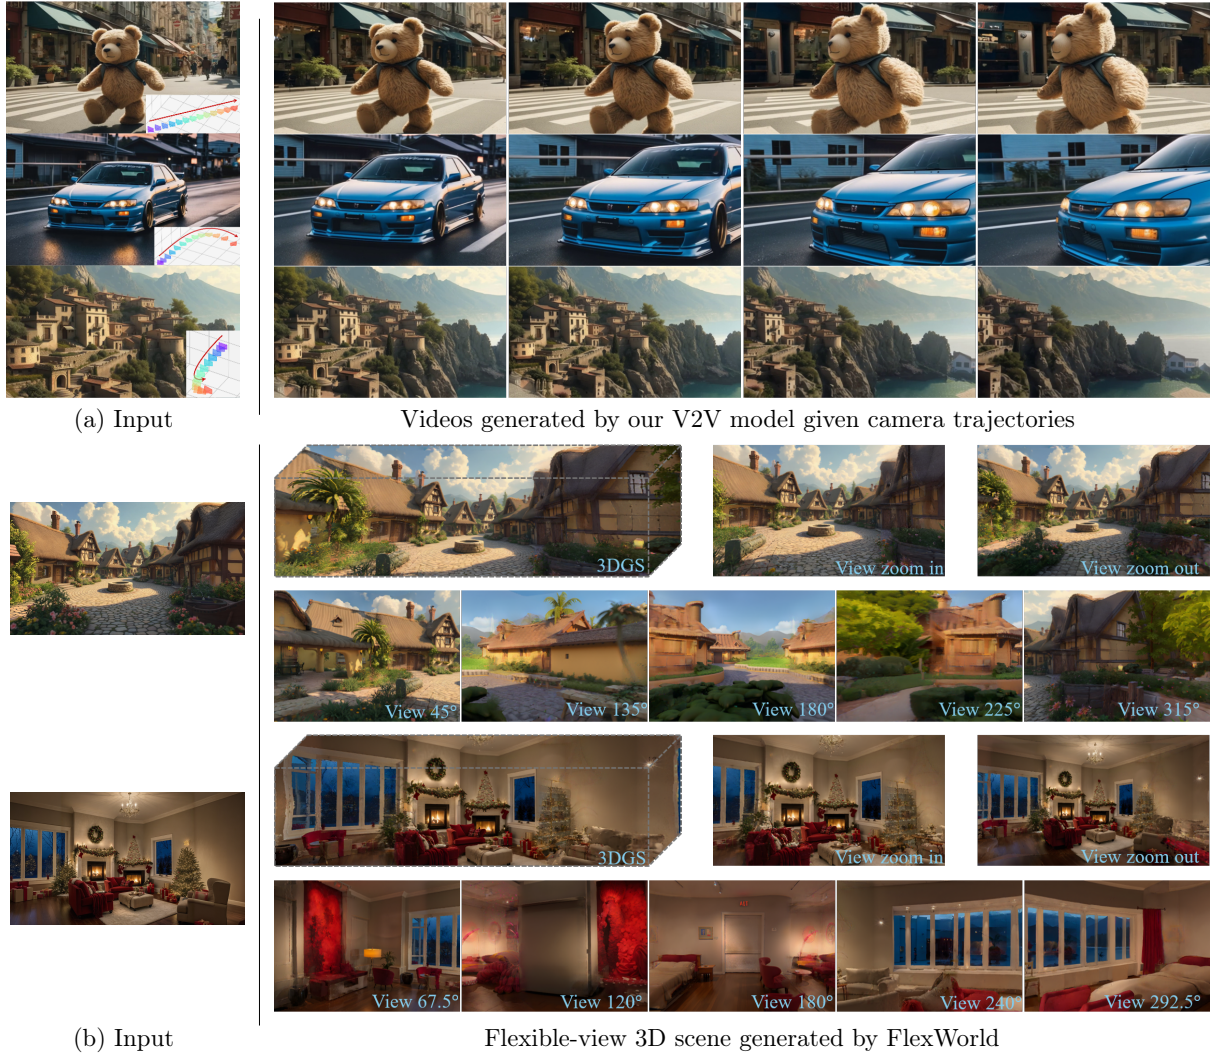 (a) Input
Videos generated by our V2V model given camera trajectories
3DGS
View zoom in
View zoom out
View 45°
View 135°
View 180°
View 225°
View 315°
3DGS
View zoom in
View zoom out
View 67.5°
View 120°
View 180°
View 240°
View 292.5°
(b) Input
Flexible-view 3D scene generated by FlexWorld